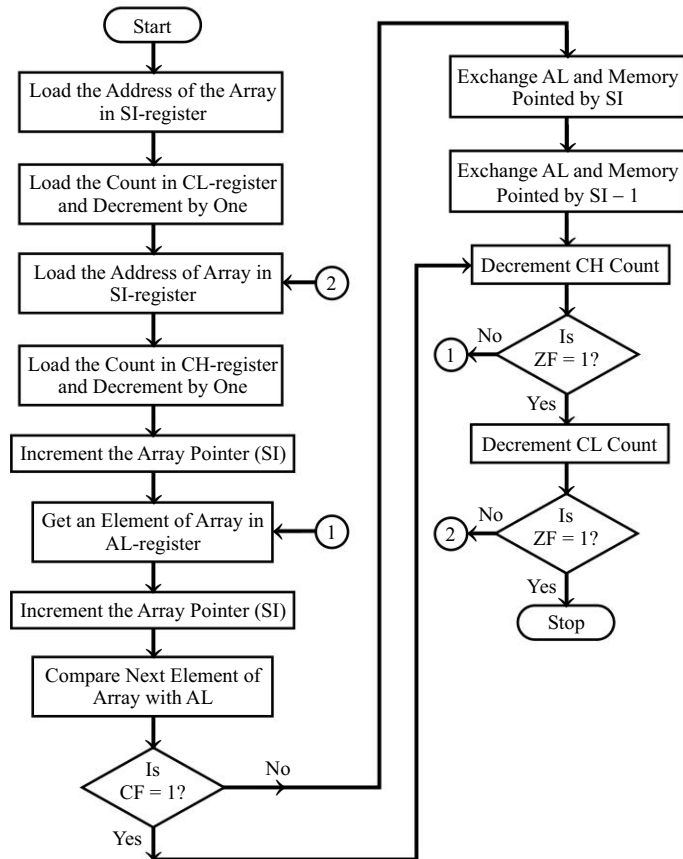 Start
Load the Address of the Array
in SI-register
Load the Count in CL-register
and Decrement by One
Load the Address of Array in
SI-register
2
Load the Count in CH-register
and Decrement by One
Increment the Array Pointer (SI)
Get an Element of Array in
AL-register
1
Increment the Array Pointer (SI)
Compare Next Element of
Array with AL
Is
CF = 1?
No
Yes
Exchange AL and Memory
Pointed by SI
Exchange AL and Memory
Pointed by SI – 1
Decrement CH Count
Is
ZF = 1?
No
1
Yes
Decrement CL Count
Is
ZF = 1?
No
2
Yes
Stop